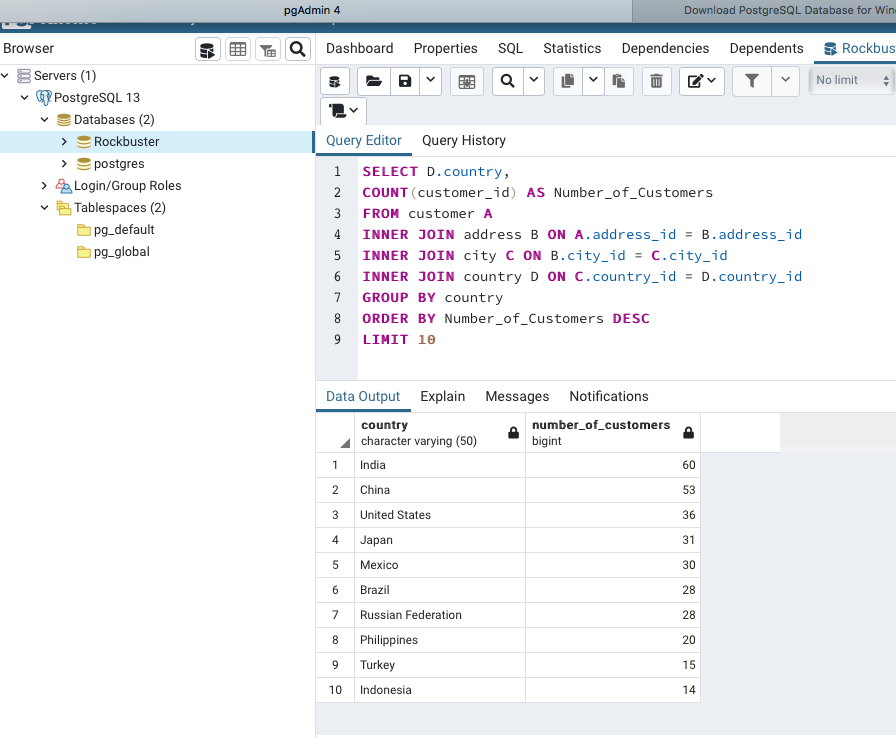 pgAdmin 4
Download PostgreSQL Database for Win
Browser
Dashboard Properties SQL Statistics Dependencies Dependents Rockbus
Servers (1)
PostgreSQL 13
Databases (2)
Rockbuster
postgres
Login/Group Roles
Tablespaces (2)
pg_default
pg_global
No limit
Query Editor Query History
1 SELECT D.country,
2 COUNT(customer_id) AS Number_of_Customers
3 FROM customer A
4 INNER JOIN address B ON A.address_id = B.address_id
5 INNER JOIN city C ON B.city_id = C.city_id
6 INNER JOIN country D ON C.country_id = D.country_id
7 GROUP BY country
8 ORDER BY Number_of_Customers DESC
9 LIMIT 10
Data Output Explain Messages Notifications
country number_of_customers
character varying (50) bigint
1 India 60
2 China 53
3 United States 36
4 Japan 31
5 Mexico 30
6 Brazil 28
7 Russian Federation 28
8 Philippines 20
9 Turkey 15
10 Indonesia 14